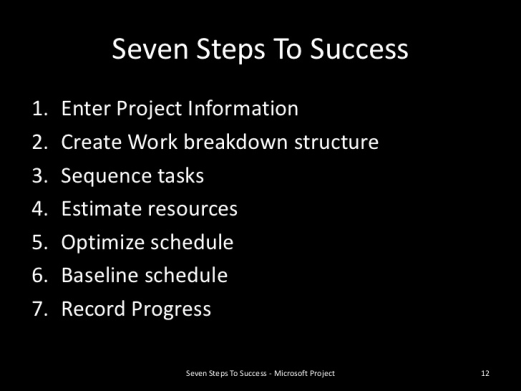 Seven Steps To Success
1. Enter Project Information
2. Create Work breakdown structure
3. Sequence tasks
4. Estimate resources
5. Optimize schedule
6. Baseline schedule
7. Record Progress
Seven Steps To Success - Microsoft Project 12